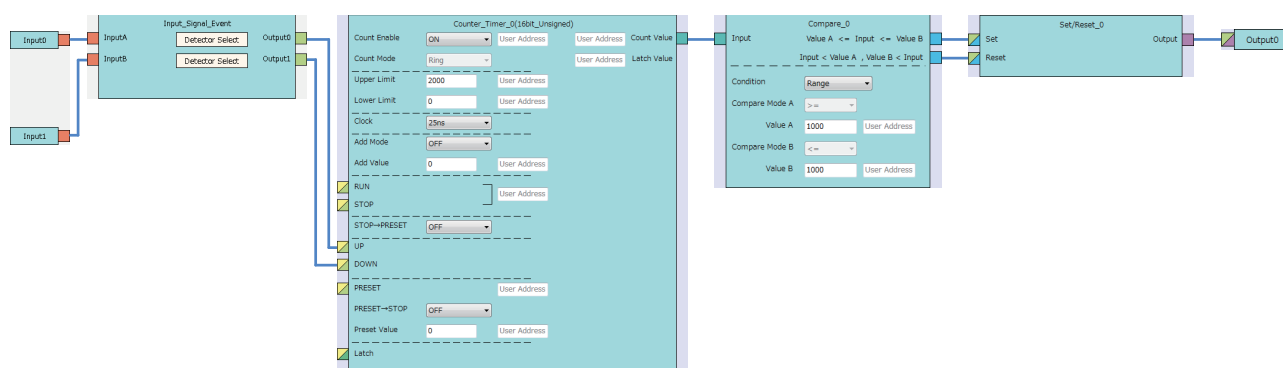 Input0
Input1
Input_Signal_Event
InputA Detector Select Output0
InputB Detector Select Output1
Counter_Timer_0(16bit_Unsigned)
Count Enable ON User Address User Address Count Value
Count Mode Ring User Address Latch Value
Upper Limit 2000 User Address
Lower Limit 0 User Address
Clock 25ns
Add Mode OFF
Add Value 0 User Address
RUN
User Address
STOP
STOP→PRESET OFF
UP
DOWN
PRESET User Address
PRESET→STOP OFF
Preset Value 0 User Address
Latch
Compare_0
Input Value A <= Input <= Value B
Input < Value A , Value B < Input
Condition Range
Compare Mode A >=
Value A 1000 User Address
Compare Mode B <=
Value B 1000 User Address
Set/Reset_0
Set Output
Reset
Output0